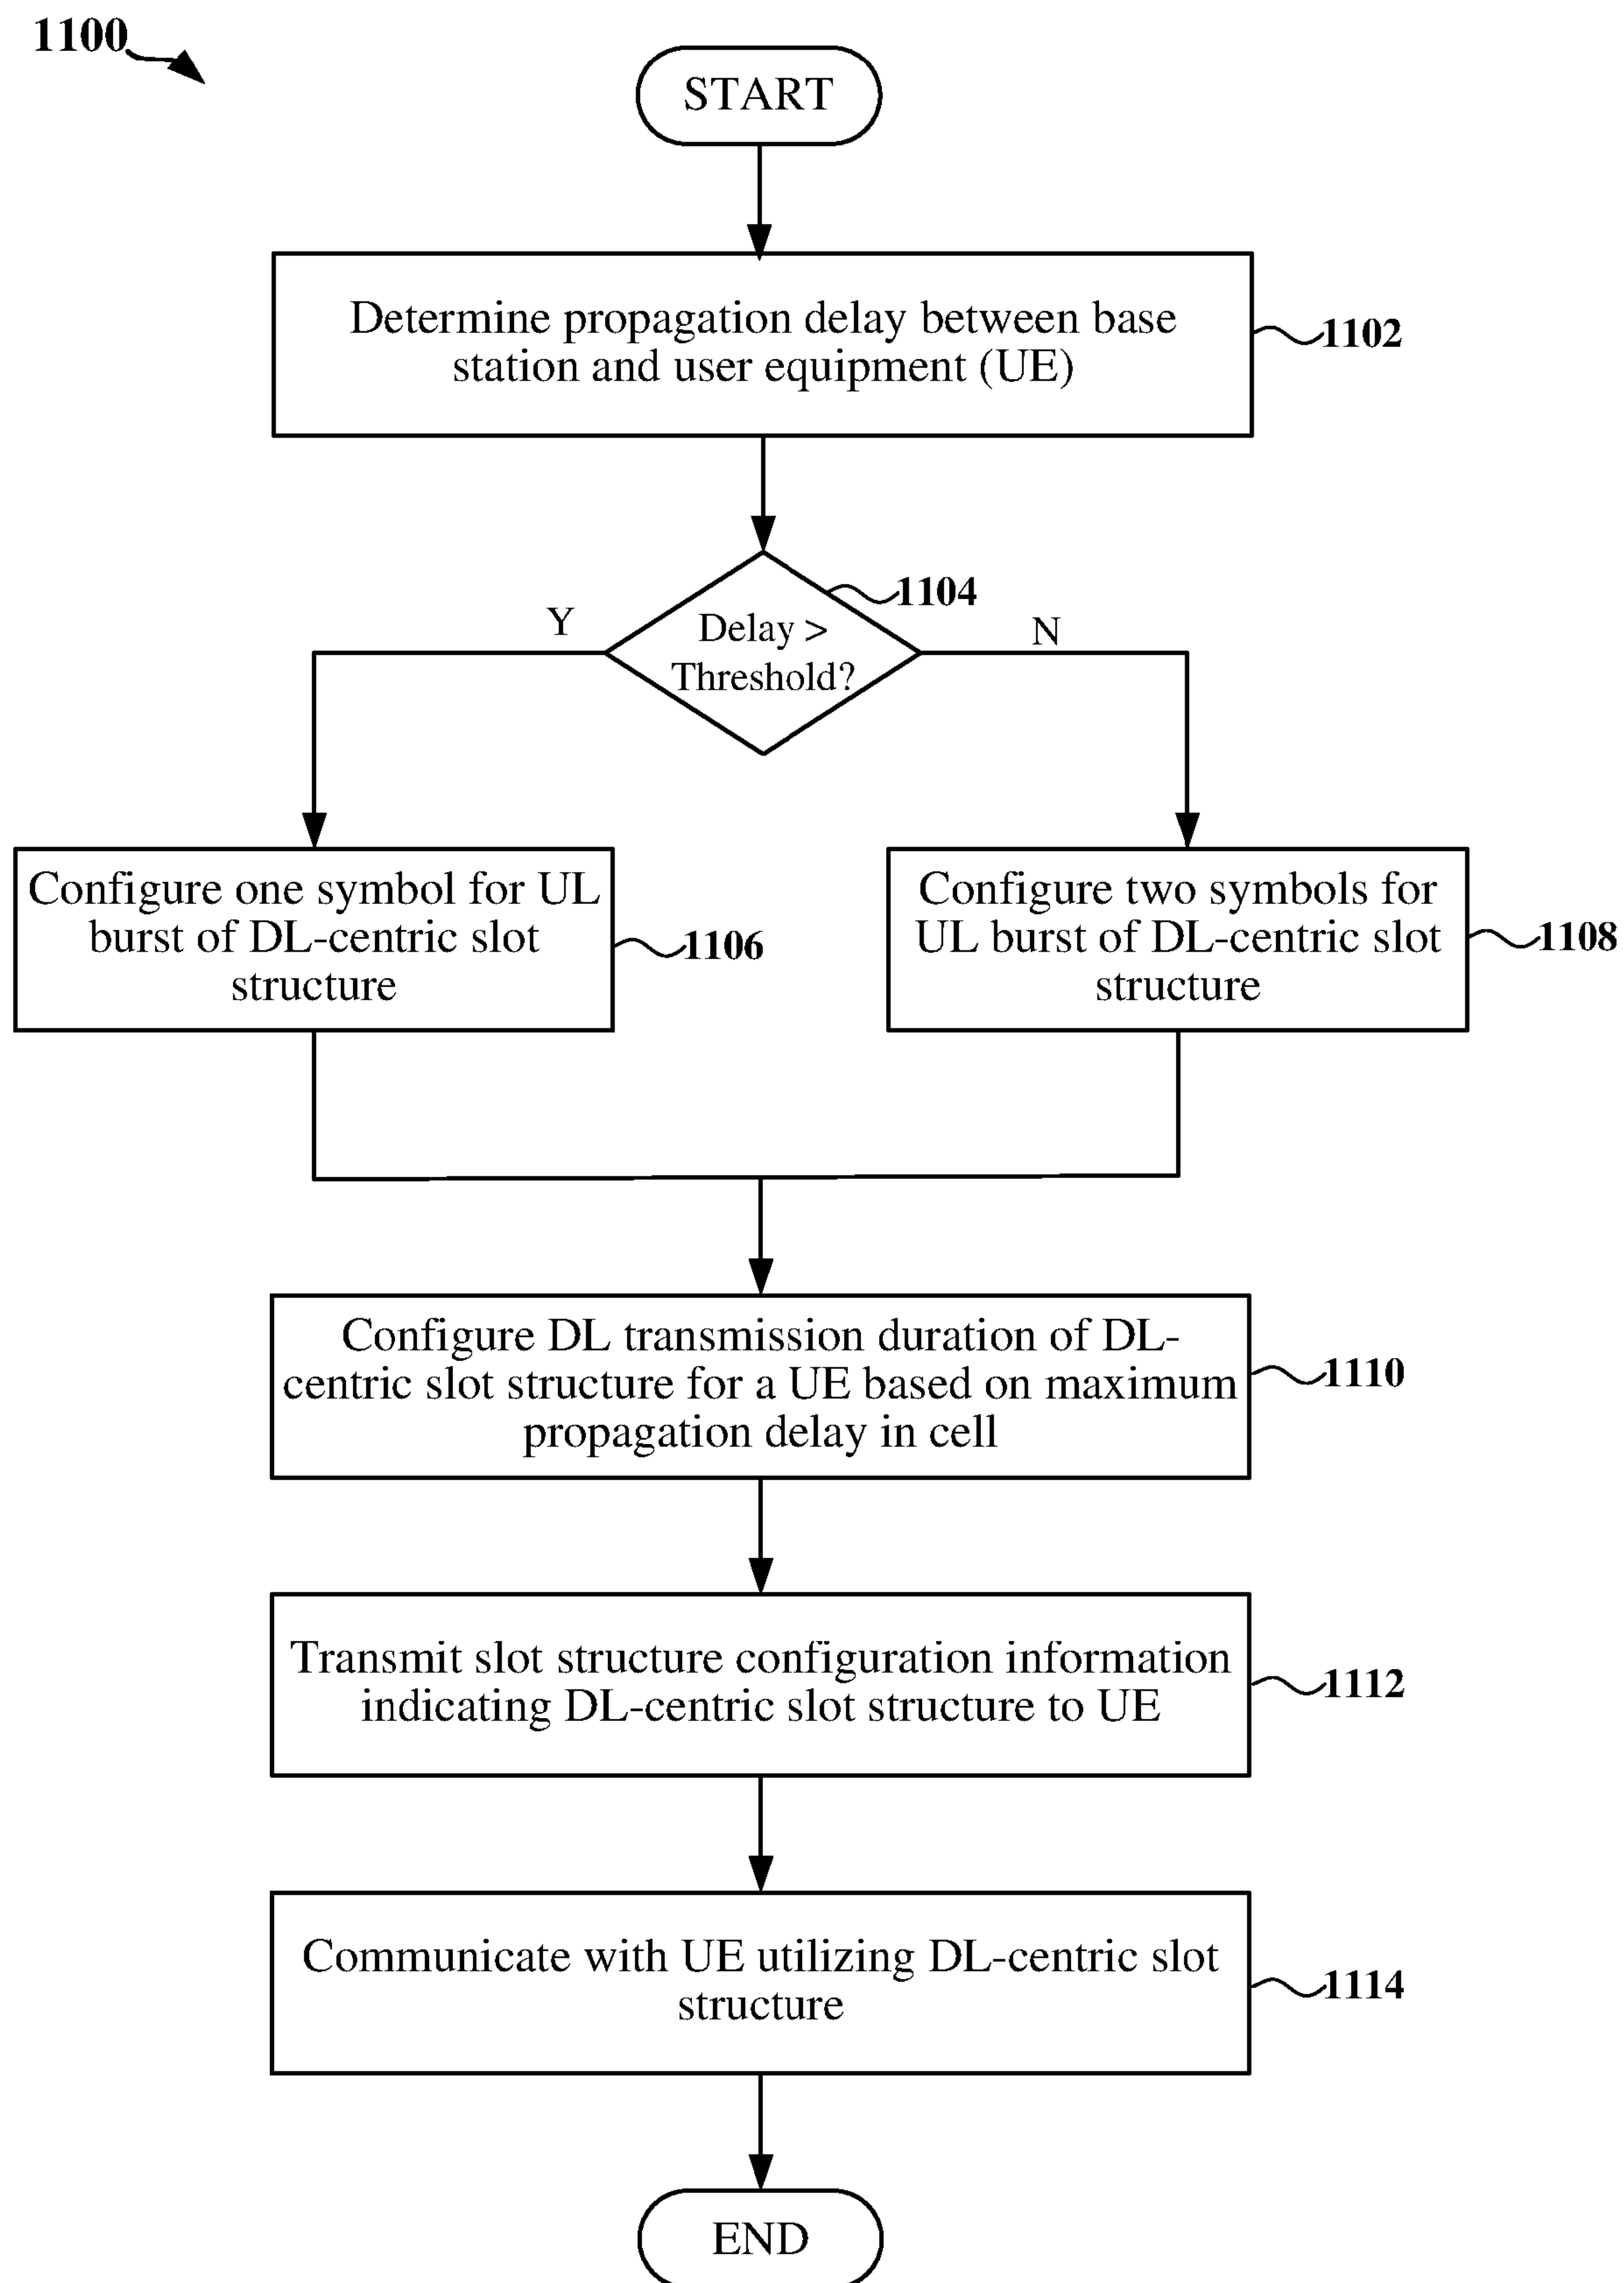 1100
START
Determine propagation delay between base
station and user equipment (UE)
1102
1104
Delay >
Threshold?
Y
N
Configure one symbol for UL
burst of DL-centric slot
structure
1106
Configure two symbols for
UL burst of DL-centric slot
structure
1108
Configure DL transmission duration of DL-
centric slot structure for a UE based on maximum
propagation delay in cell
1110
Transmit slot structure configuration information
indicating DL-centric slot structure to UE
1112
Communicate with UE utilizing DL-centric slot
structure
1114
END